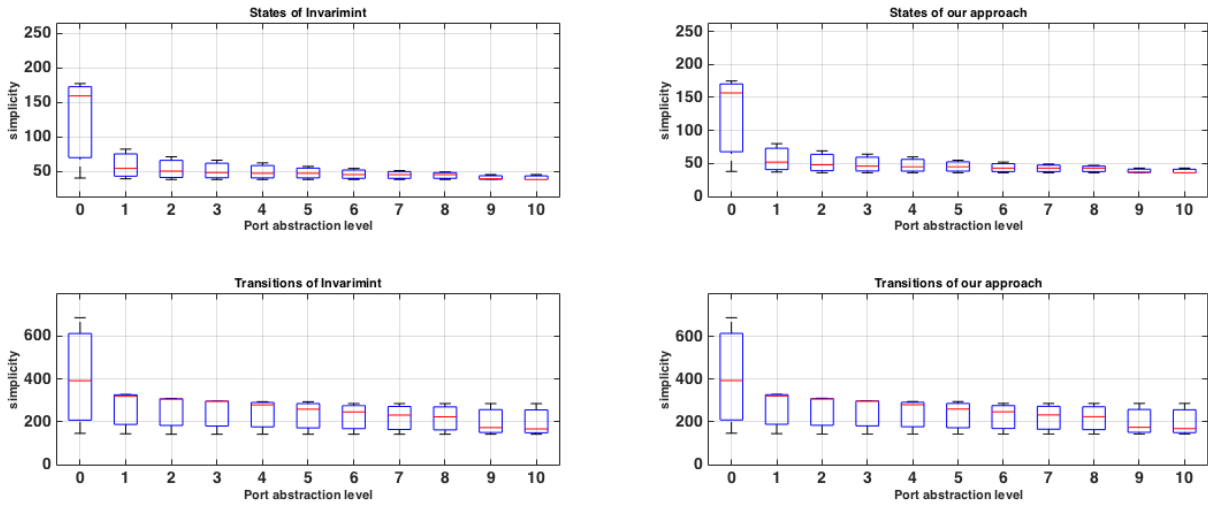 States of Invarimint
250
200
150
100
50
simplicity
0 1 2 3 4 5 6 7 8 9 10
Port abstraction level
States of our approach
250
200
150
100
50
0
simplicity
0 1 2 3 4 5 6 7 8 9 10
Port abstraction level
Transitions of Invarimint
600
400
200
0
simplicity
0 1 2 3 4 5 6 7 8 9 10
Port abstraction level
Transitions of our approach
600
400
200
0
simplicity
0 1 2 3 4 5 6 7 8 9 10
Port abstraction level